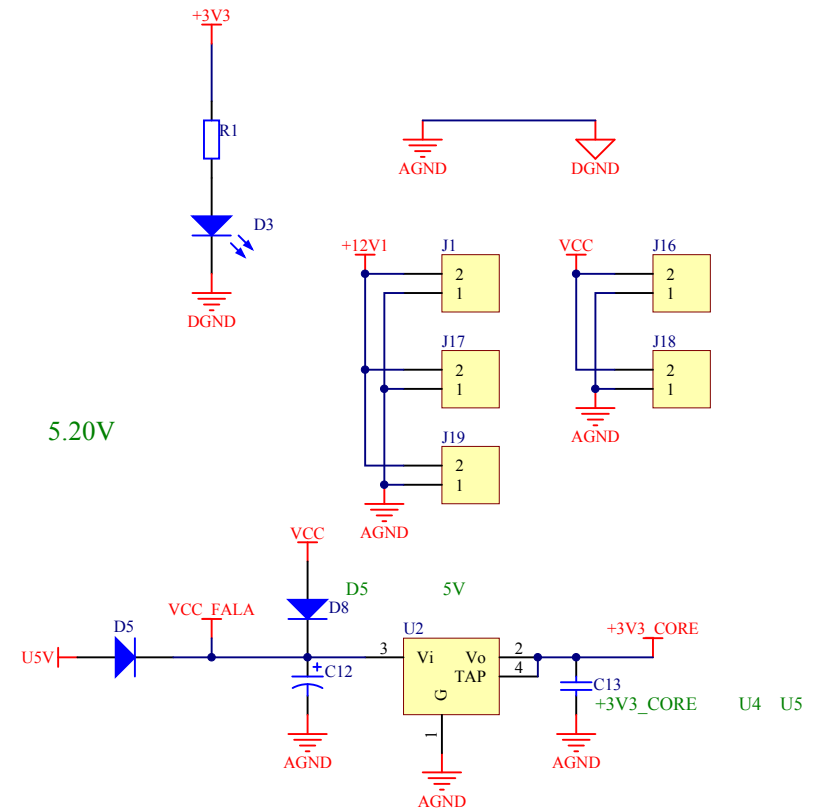 +3V3
R1
D3
DGND
AGND
DGND
+12V1
J1
2
1
J17
2
1
J19
2
1
AGND
VCC
J16
2
1
J18
2
1
AGND
5.20V
VCC
D5 5V
D8
VCC_FALA
D5
U5V
C12
AGND
U2
3
Vi
Vo
2
TAP
4
G
1
AGND
+3V3_CORE
C13
+3V3_CORE U4 U5
AGND